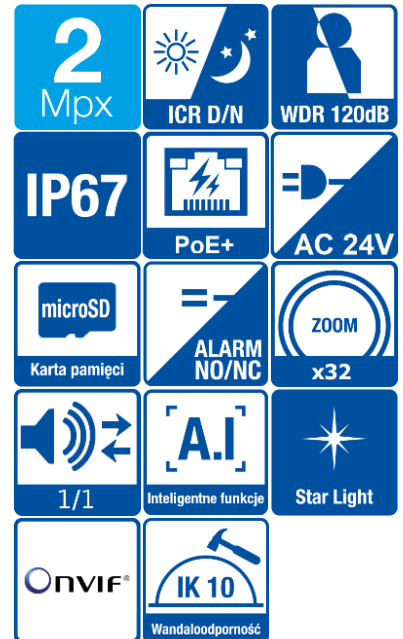 2
Mpx
ICR D/N
WDR 120dB
IP67
PoE+
AC 24V
microSD
Karta pamięci
ALARM
NO/NC
ZOOM
x32
1/1
[A.I]
Inteligentne funkcje
Star Light
ONVIF®
IK 10
Wandaloodporność